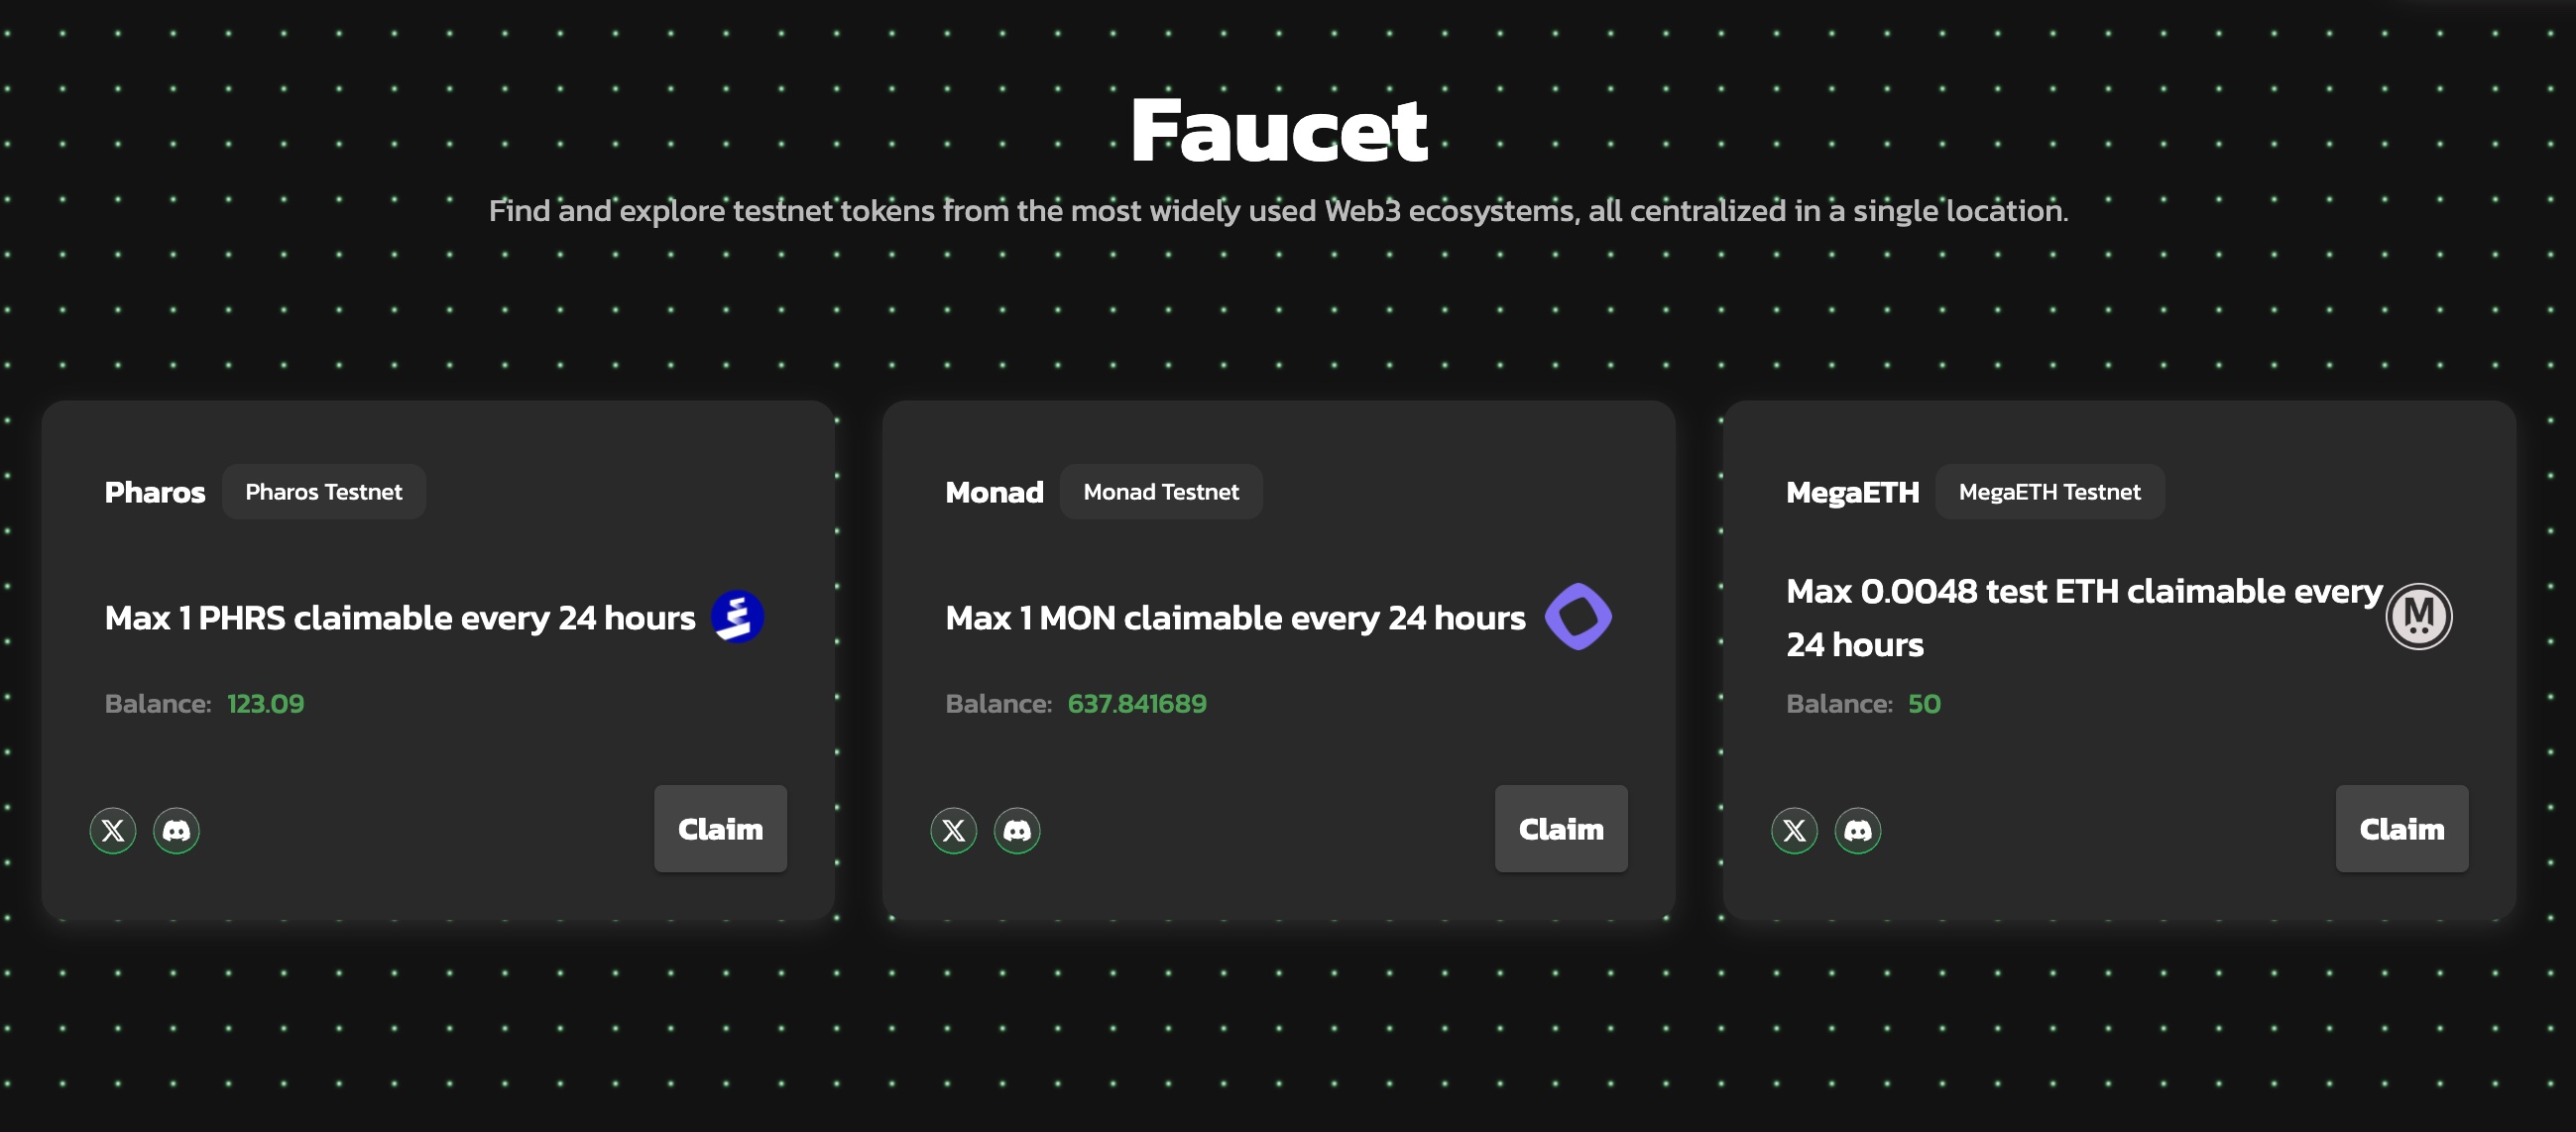 Faucet
Find and explore testnet tokens from the most widely used Web3 ecosystems, all centralized in a single location.
Pharos Pharos Testnet
Max 1 PHRS claimable every 24 hours
Balance: 123.09
Claim
Monad Monad Testnet
Max 1 MON claimable every 24 hours
Balance: 637.841689
Claim
MegaETH MegaETH Testnet
Max 0.0048 test ETH claimable every
24 hours
M
Balance: 50
Claim